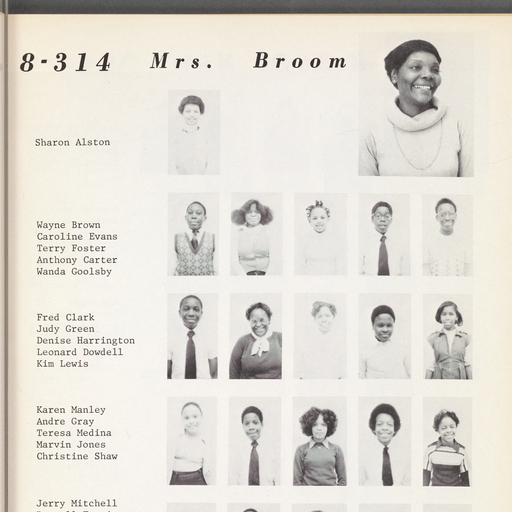 8-314 Mrs. Broom
Sharon Alston
Wayne Brown
Caroline Evans
Terry Foster
Anthony Carter
Wanda Goolsby
Fred Clark
Judy Green
Denise Harrington
Leonard Dowdell
Kim Lewis
Karen Manley
Andre Gray
Teresa Medina
Marvin Jones
Christine Shaw
Jerry Mitchell